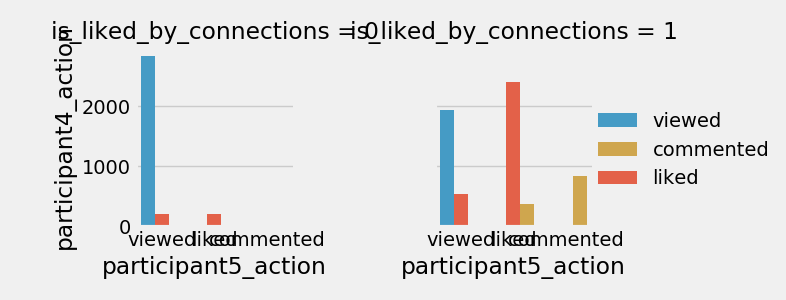 is_liked_by_connections = 0
is_liked_by_connections = 1
participant4_action
2000
1000
0
viewed
liked
commented
viewed
liked
commented
participant5_action
participant5_action
viewed
commented
liked